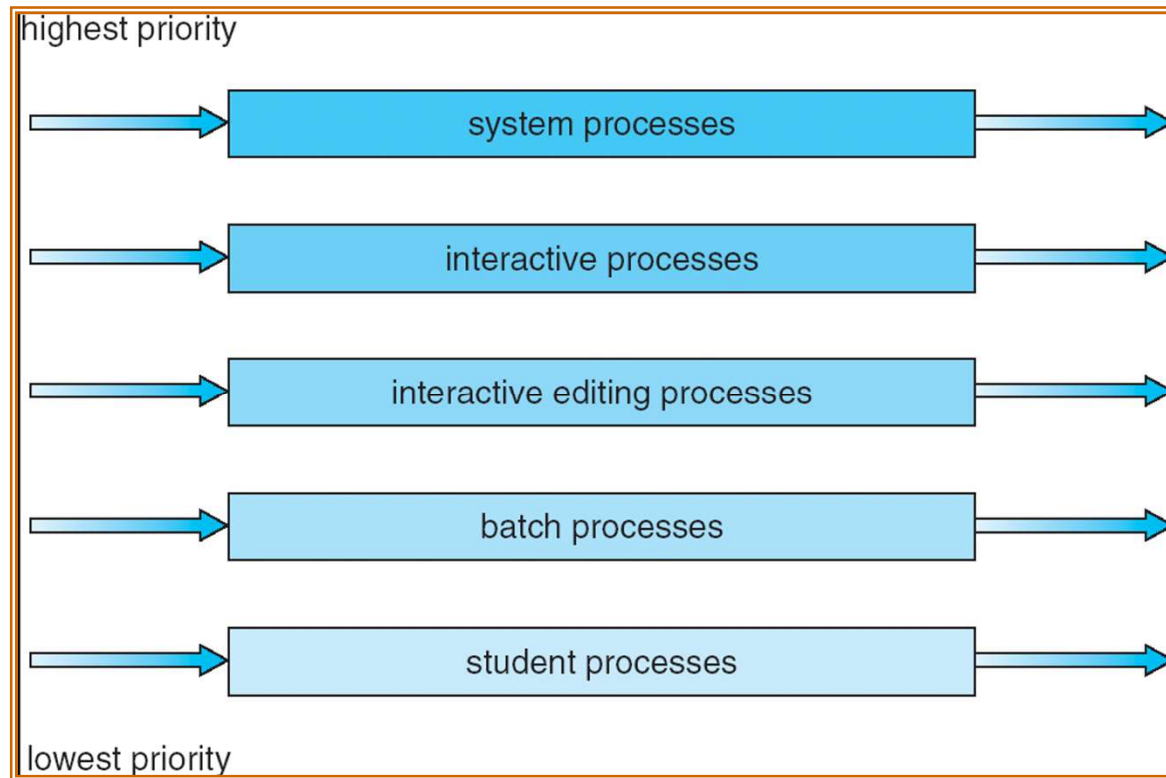 highest priority
system processes
interactive processes
interactive editing processes
batch processes
student processes
lowest priority